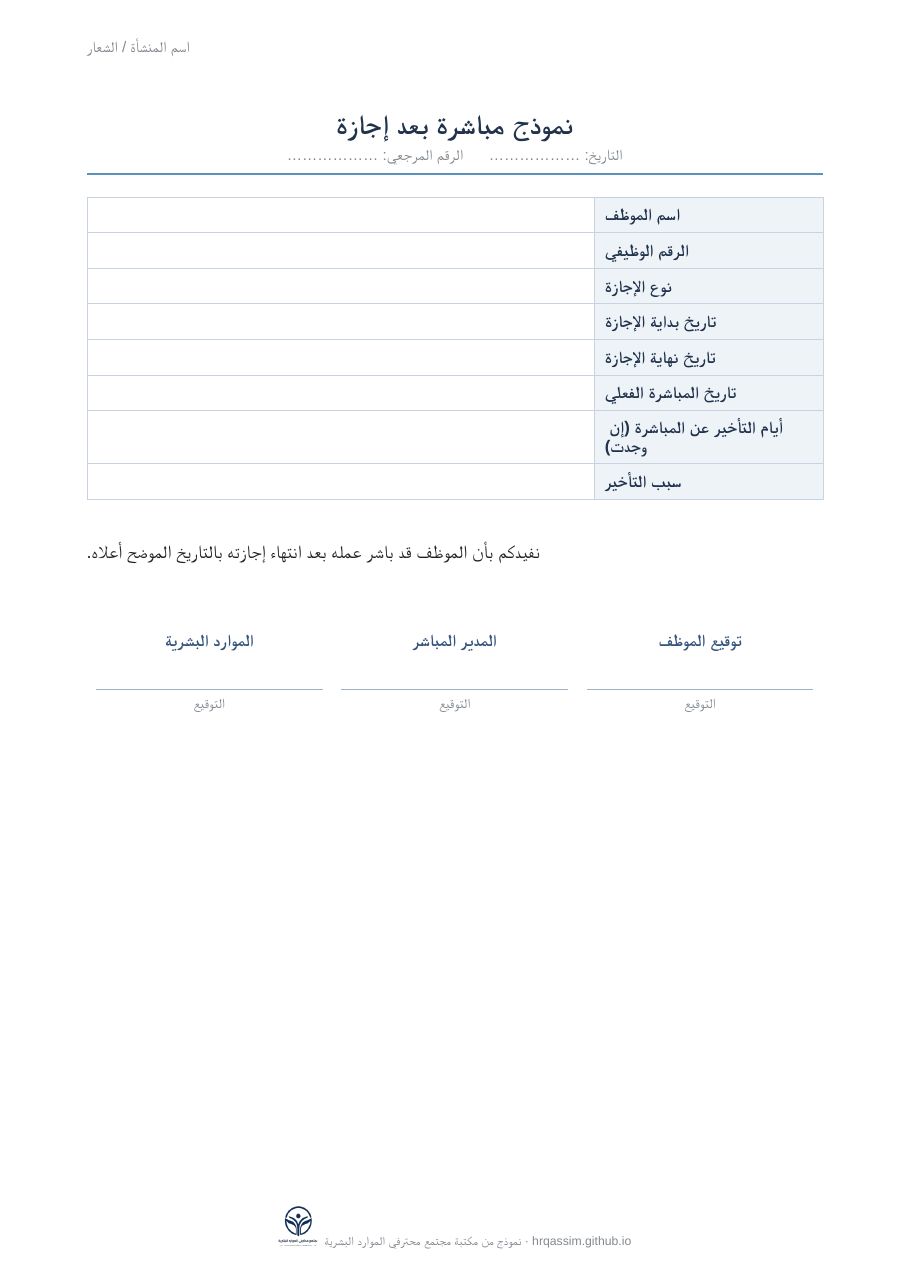 اسم المنشأة / الشعار
نموذج مباشرة بعد إجازة
التاريخ: ................... الرقم المرجعي: ...................
اسم الموظف
الرقم الوظيفي
نوع الإجازة
تاريخ بداية الإجازة
تاريخ نهاية الإجازة
تاريخ المباشرة الفعلي
أيام التأخير عن المباشرة (إن
وجدت)
سبب التأخير
نفيدكم بأن الموظف قد باشر عمله بعد انتهاء إجازته بالتاريخ الموضح أعلاه.
توقيع الموظف المدير المباشر الموارد البشرية
التوقيع التوقيع التوقيع
نموذج من مكتبة مجتمع محترفي الموارد البشرية · hrqassim.github.io